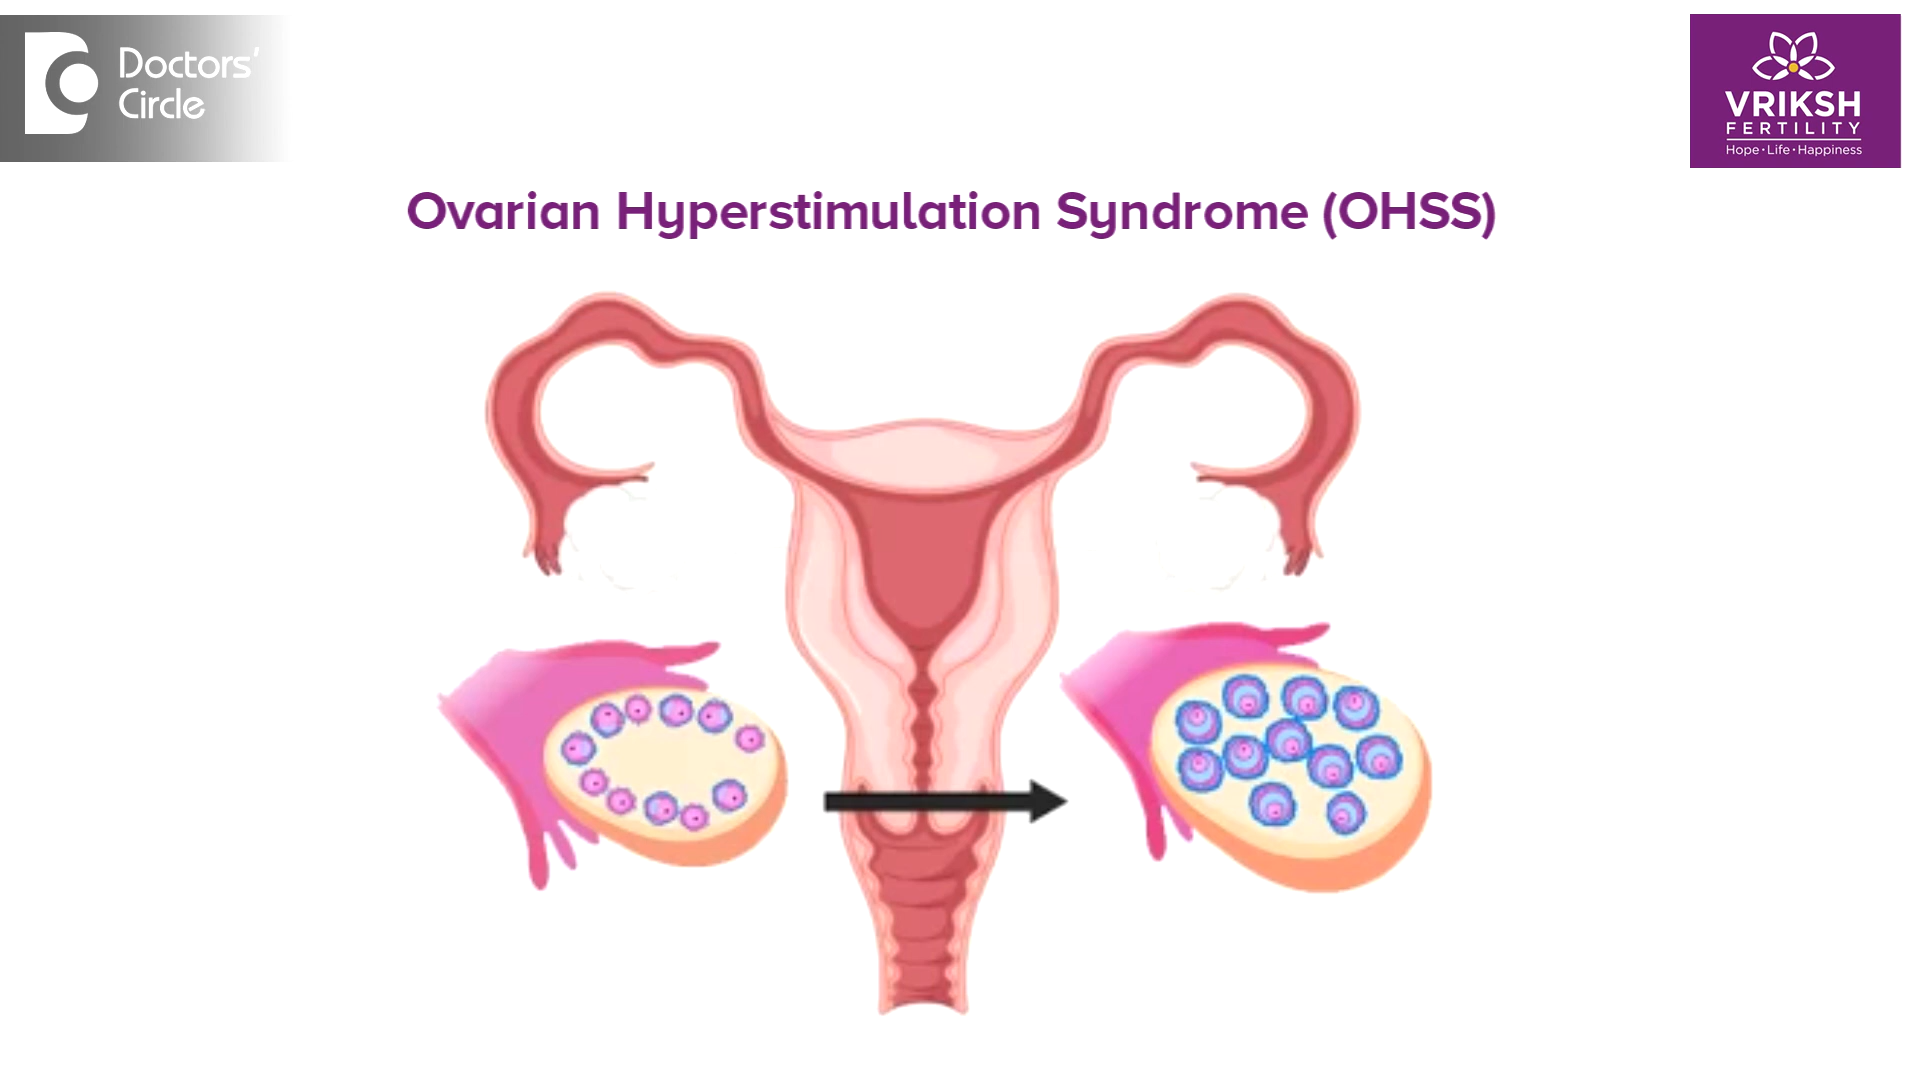 Doctors'
Circle
VRIKSH
FERTILITY
Hope · Life · Happiness
Ovarian Hyperstimulation Syndrome (OHSS)